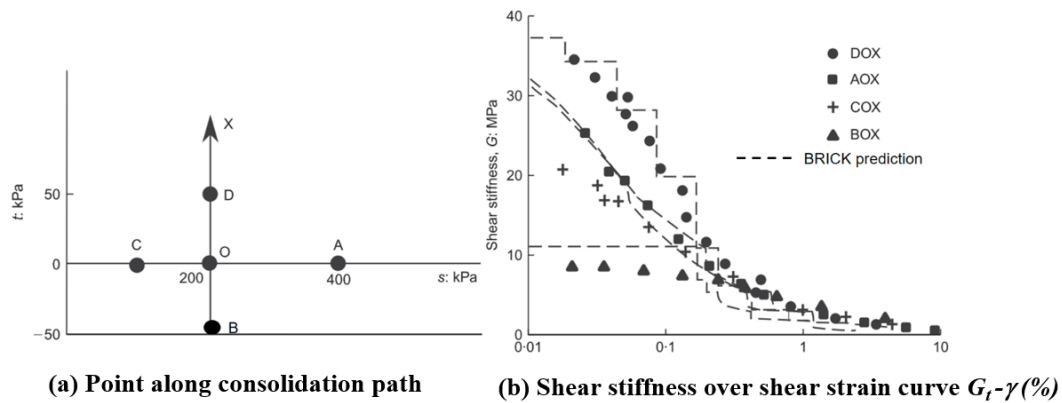 X
50
D
t: kPa
C
O
A
0
200
400
s: kPa
B
−50
(a) Point along consolidation path
40
30
20
10
0
Shear stiffness, G: MPa
DOX
AOX
COX
BOX
BRICK prediction
0·01
0·1
1
10
(b) Shear stiffness over shear strain curve Gt-γ(%)